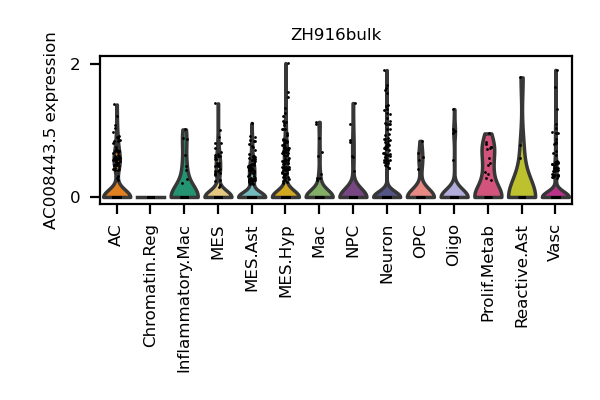 ZH916bulk
AC008443.5 expression
2
0
AC
Chromatin.Reg
Inflammatory.Mac
MES
MES.Ast
MES.Hyp
Mac
NPC
Neuron
OPC
Oligo
Prolif.Metab
Reactive.Ast
Vasc